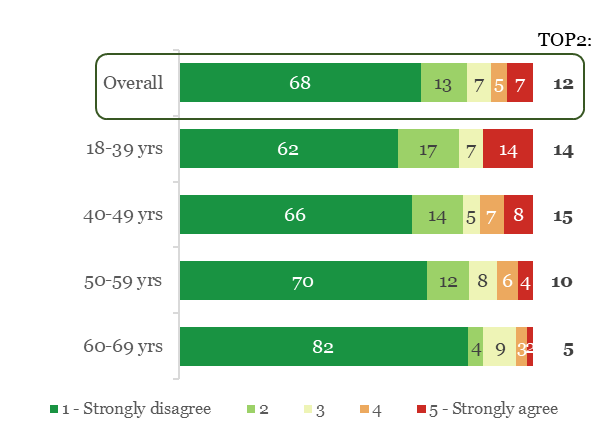 TOP2:
Overall 68 13 7 5 7 12
18-39 yrs 62 17 7 14 14
40-49 yrs 66 14 5 7 8 15
50-59 yrs 70 12 8 6 4 10
60-69 yrs 82 4 9 3 2 5
1 - Strongly disagree 2 3 4 5 - Strongly agree